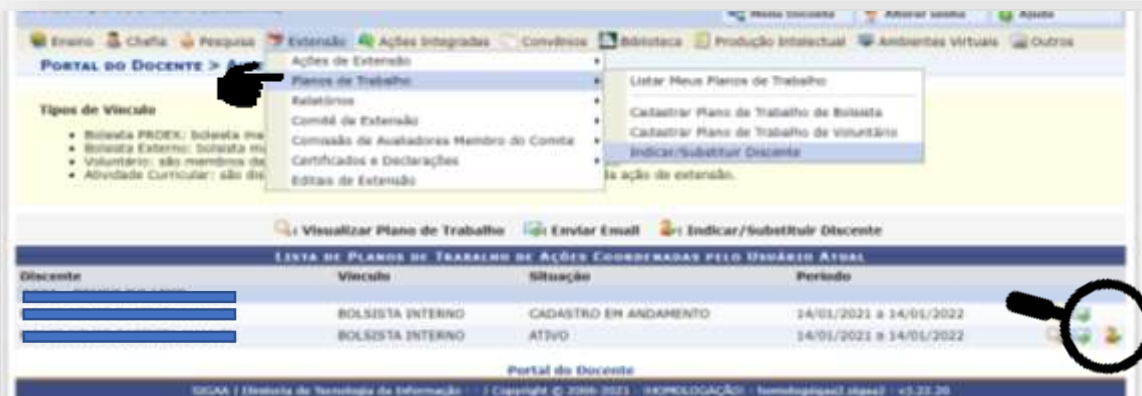 Menu Docente Alterar senha Ajuda
Ensino Chefia Pesquisa Extensão Ações Integradas Convênios Biblioteca Produção Intelectual Ambientes Virtuais Outros
PORTAL DO DOCENTE >
Ações de Extensão
Planos de Trabalho
Relatórios
Comitê de Extensão
Comissão de Avaliadores Membro do Comite
Certificados e Declarações
Editais de Extensão
Listar Meus Planos de Trabalho
Cadastrar Plano de Trabalho de Bolsista
Cadastrar Plano de Trabalho de Voluntário
Indicar/Substituir Discente
Tipos de Vínculo
Bolsista PROEX: bolsista
Bolsista Externo: bolsista
Voluntário: são membros
Atividade Curricular: são
da ação de extensão.
: Visualizar Plano de Trabalho : Enviar Email : Indicar/Substituir Discente
LISTA DE PLANOS DE TRABALHO DE AÇÕES COORDENADAS PELO USUÁRIO ATUAL
Discente Vínculo Situação Período
BOLSISTA INTERNO CADASTRO EM ANDAMENTO 14/01/2021 a 14/01/2022
BOLSISTA INTERNO ATIVO 14/01/2021 a 14/01/2022
Portal do Docente
SIGAA | Diretoria de Tecnologia da Informação - | Copyright © 2006-2021 - (HOMOLOGAÇÃO) - v3.22.20